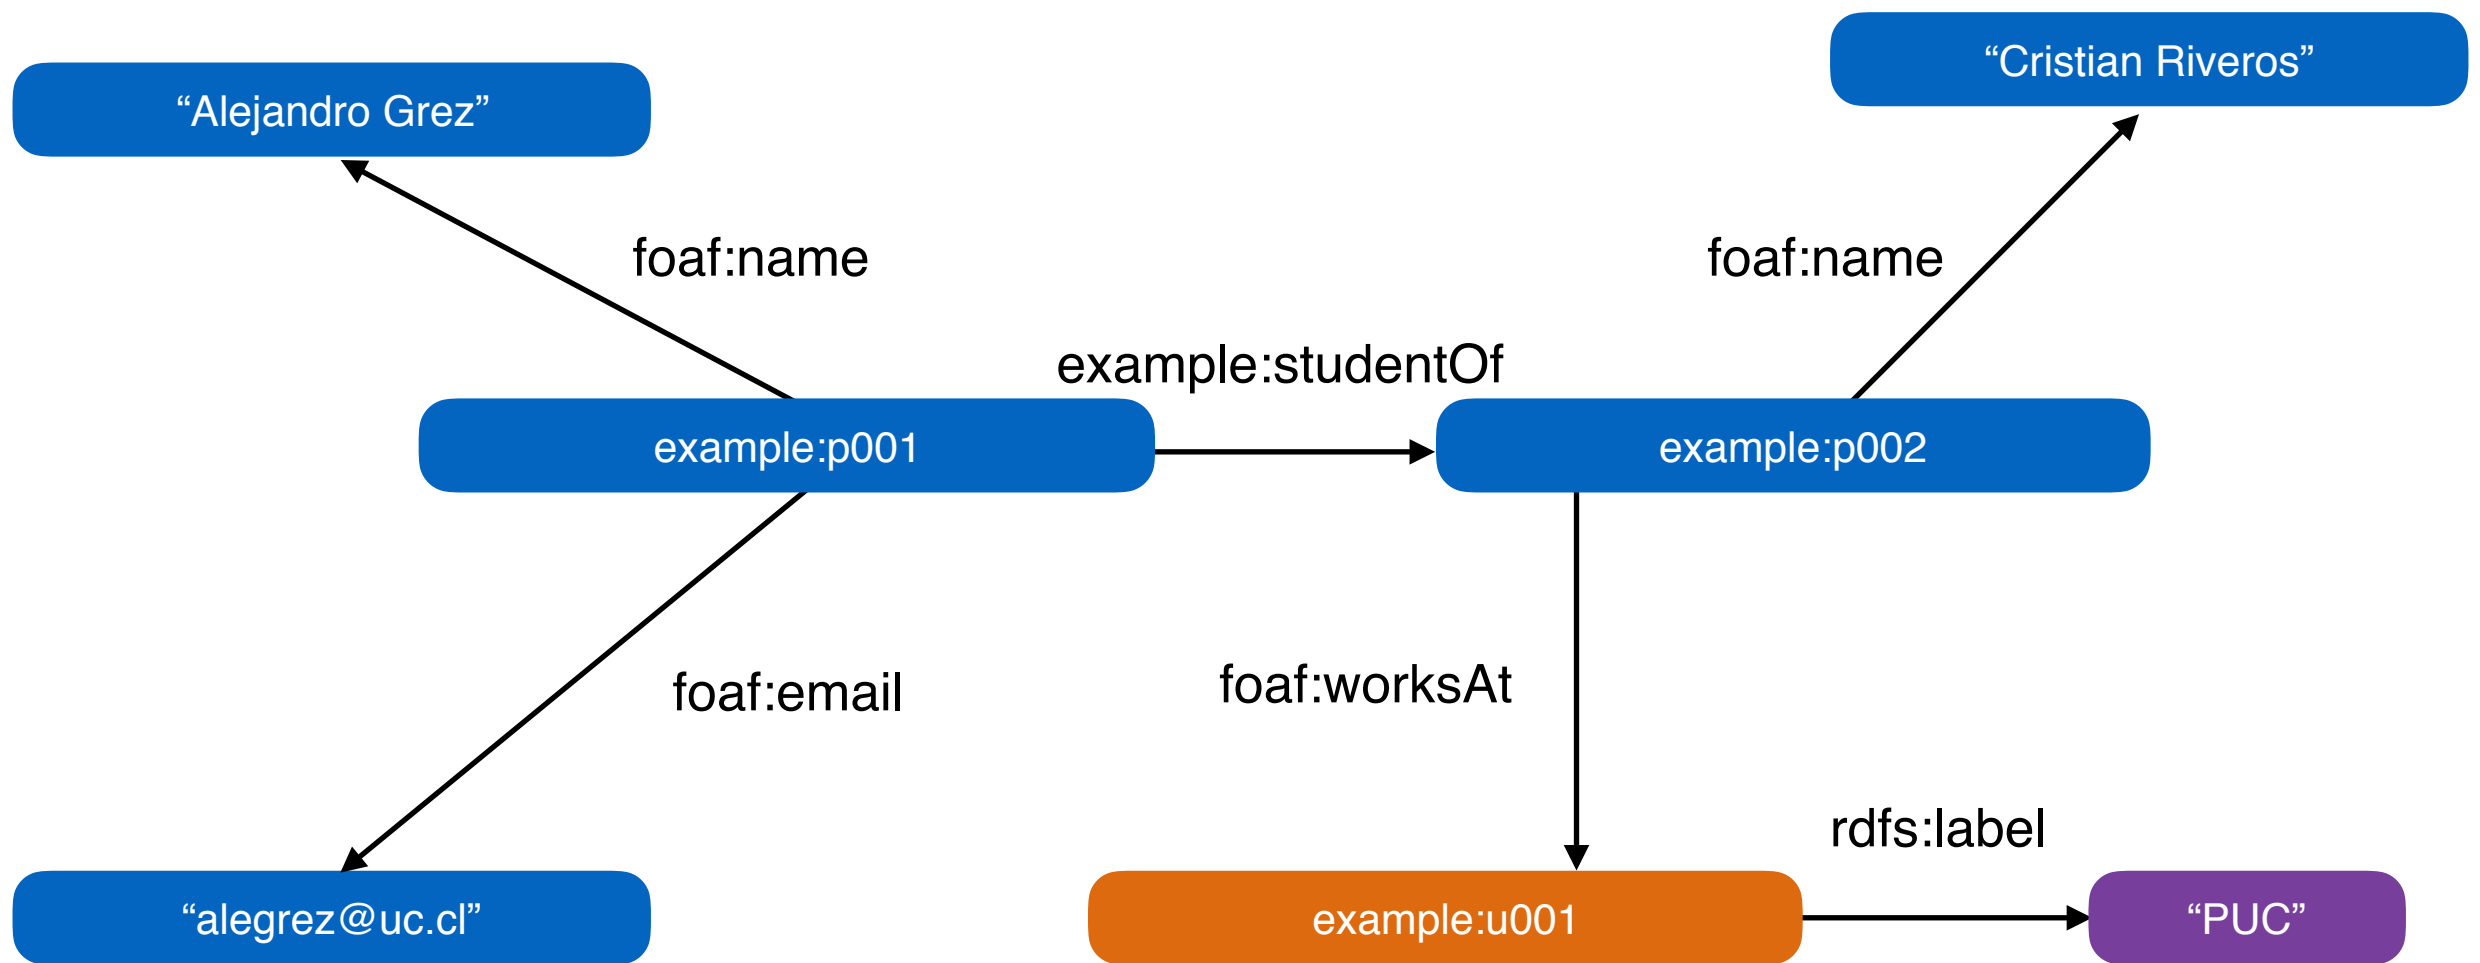 “Cristian Riveros”
“Alejandro Grez”
foaf:name
foaf:name
example:studentOf
example:p001
example:p002
foaf:email
foaf:worksAt
rdfs:label
“alegrez@uc.cl”
example:u001
“PUC”